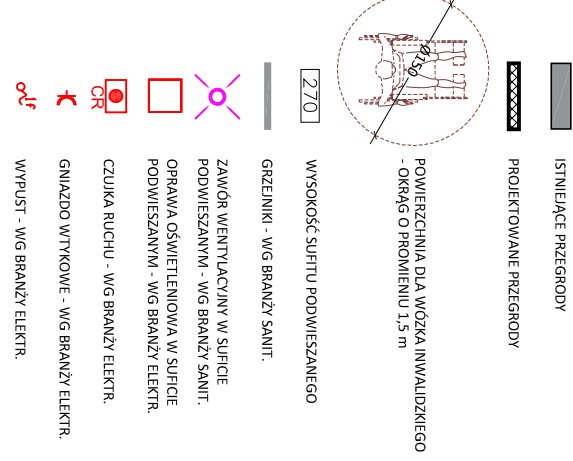 ISTNIEJĄCE PRZEGRODY
PROJEKTOWANE PRZEGRODY
Ø150
POWIERZCHNIA DLA WÓZKA INWALIDZKIEGO
- OKRĄG O PROMIENIU 1,5 m
270
WYSOKOŚĆ SUFITU PODWIESZANEGO
GRZEJNIKI - WG BRANŻY SANIT.
ZAWÓR WENTYLACYJNY W SUFICIE
PODWIESZANYM - WG BRANŻY SANIT.
OPRAWA OŚWIETLENIOWA W SUFICIE
PODWIESZANYM - WG BRANŻY ELEKTR.
CR
CZUJKA RUCHU - WG BRANŻY ELEKTR.
GNIAZDO WTYKOWE - WG BRANŻY ELEKTR.
WYPUST - WG BRANŻY ELEKTR.